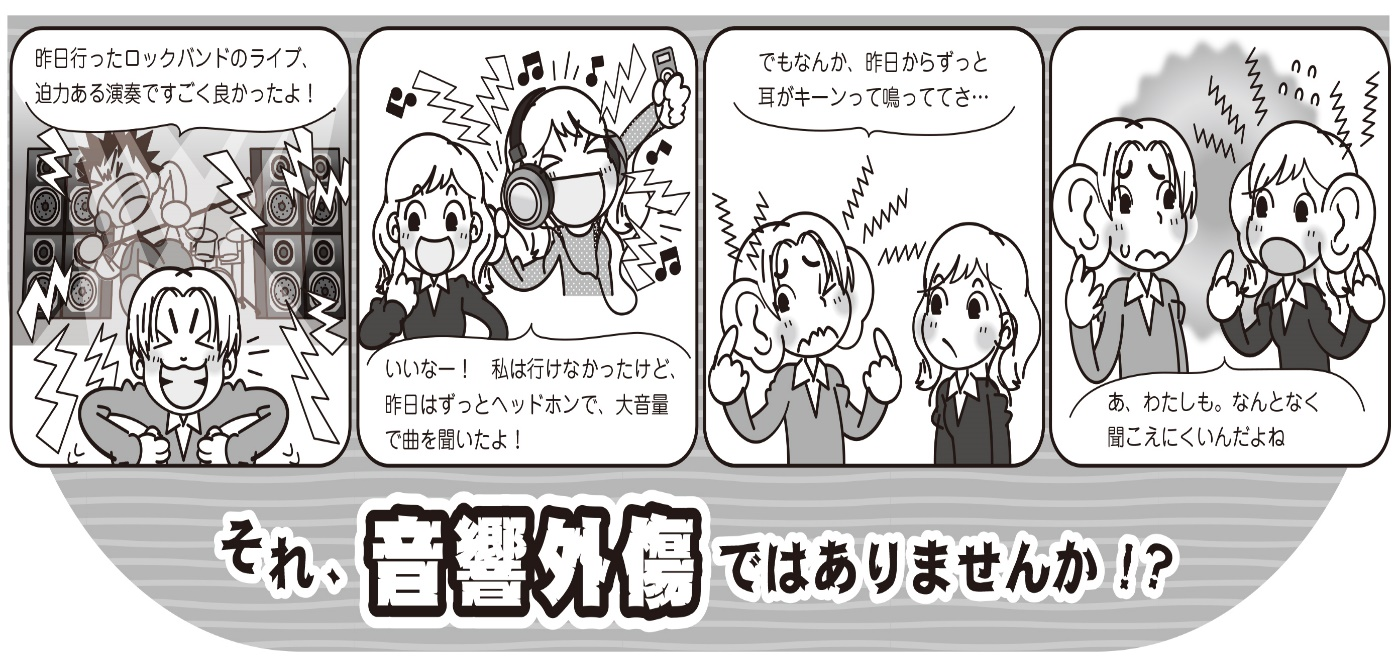 昨日行ったロックバンドのライブ、
迫力ある演奏ですごく良かったよ！
いいなー！　私は行けなかったけど、
昨日はずっとヘッドホンで、大音量
で曲を聞いたよ！
でもなんか、昨日からずっと
耳がキーンって鳴っててさ…
あ、わたしも。なんとなく
聞こえにくいんだよね
それ、音響外傷ではありませんか！？